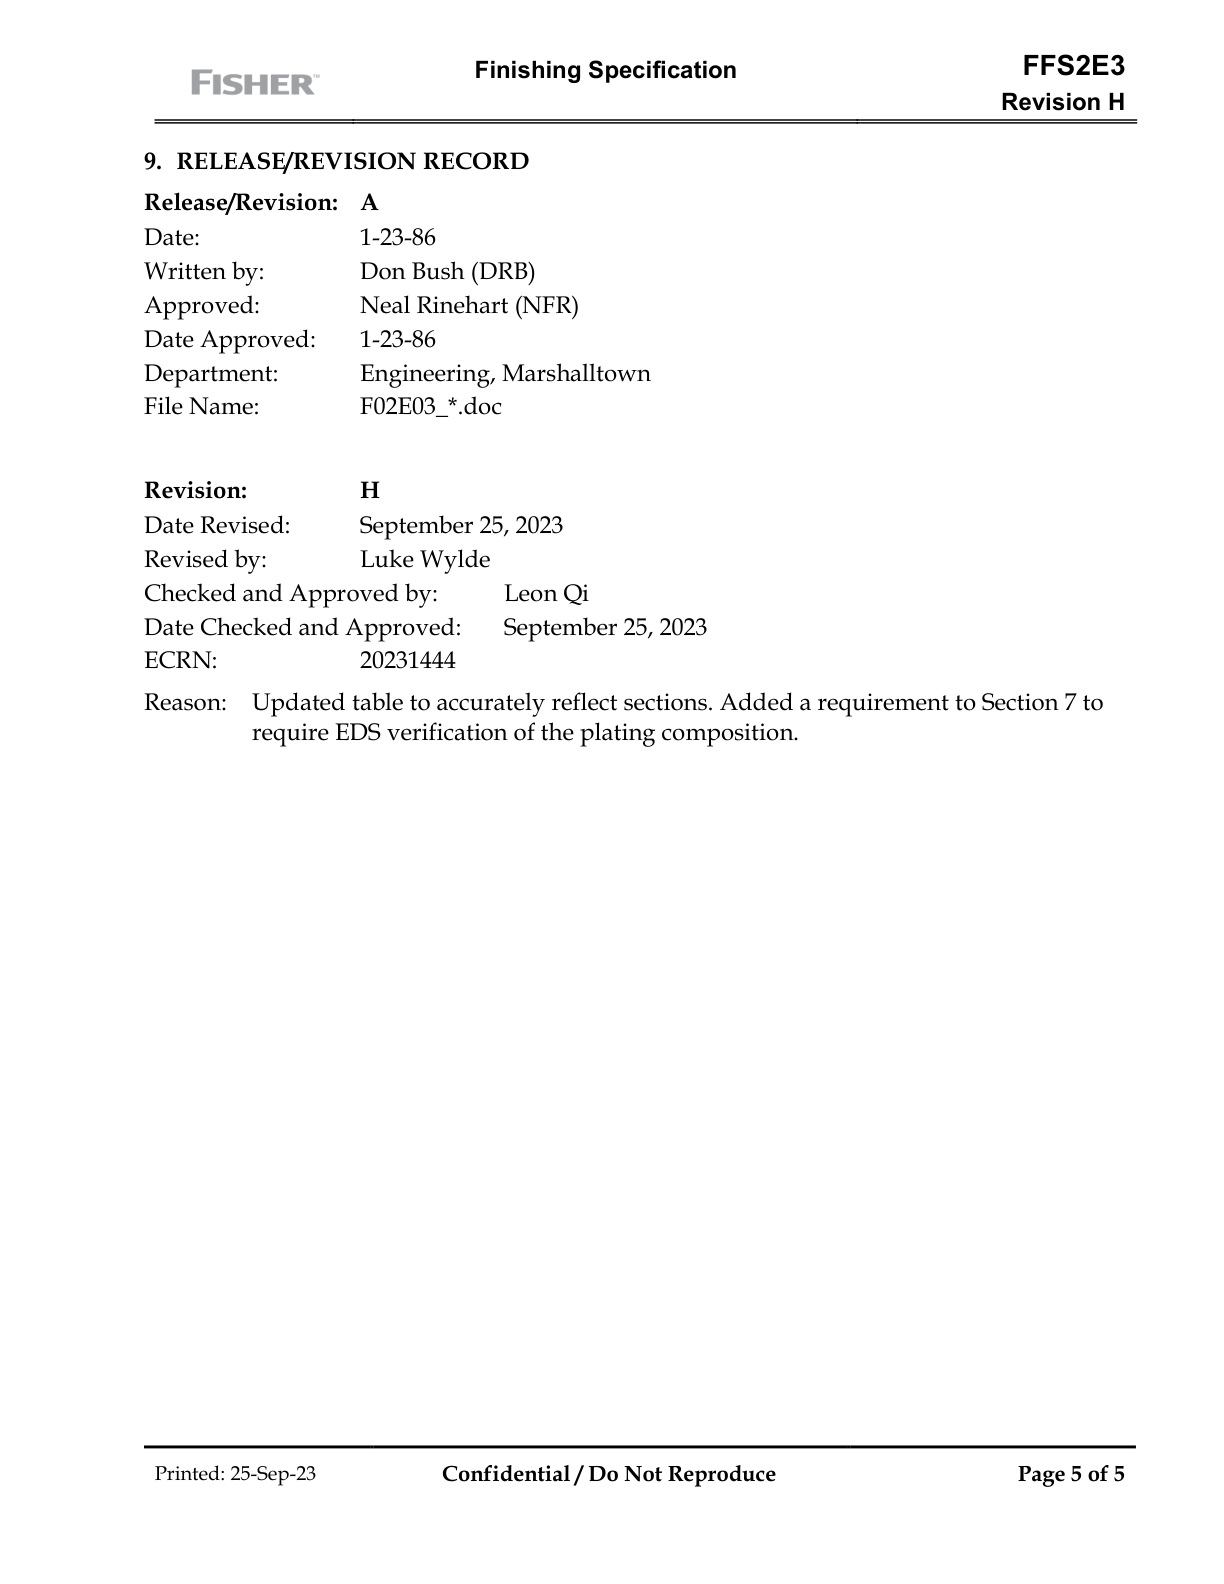 FISHER™
Finishing Specification
FFS2E3
Revision H
9. RELEASE/REVISION RECORD
Release/Revision: A
Date: 1-23-86
Written by: Don Bush (DRB)
Approved: Neal Rinehart (NFR)
Date Approved: 1-23-86
Department: Engineering, Marshalltown
File Name: F02E03_*.doc
Revision: H
Date Revised: September 25, 2023
Revised by: Luke Wylde
Checked and Approved by: Leon Qi
Date Checked and Approved: September 25, 2023
ECRN: 20231444
Reason: Updated table to accurately reflect sections. Added a requirement to Section 7 to
require EDS verification of the plating composition.
Printed: 25-Sep-23
Confidential / Do Not Reproduce
Page 5 of 5